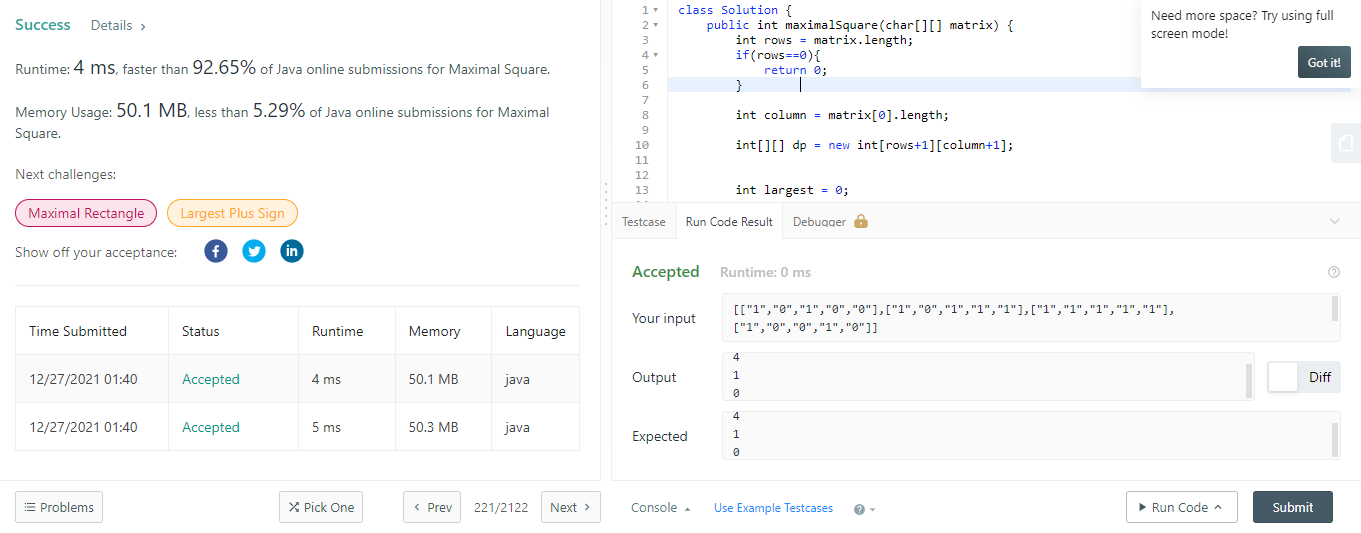 Success Details >
Runtime: 4 ms, faster than 92.65% of Java online submissions for Maximal Square.
Memory Usage: 50.1 MB, less than 5.29% of Java online submissions for Maximal
Square.
Next challenges:
Maximal Rectangle Largest Plus Sign
Show off your acceptance:
Time Submitted Status Runtime Memory Language
12/27/2021 01:40 Accepted 4 ms 50.1 MB java
12/27/2021 01:40 Accepted 5 ms 50.3 MB java
Problems Pick One < Prev 221/2122 Next >
1 class Solution {
2 public int maximalSquare(char[][] matrix) {
3 int rows = matrix.length;
4 if(rows==0){
5 return 0;
6 }
7
8 int column = matrix[0].length;
9
10 int[][] dp = new int[rows+1][column+1];
11
12
13 int largest = 0;
Need more space? Try using full
screen mode!
Got it!
Testcase Run Code Result Debugger
Accepted Runtime: 0 ms ?
Your input
[["1","0","1","0","0"],["1","0","1","1","1"],["1","1","1","1","1"],
["1","0","0","1","0"]]
Output
4
1
0
Diff
Expected
4
1
0
Console Use Example Testcases ? Run Code Submit